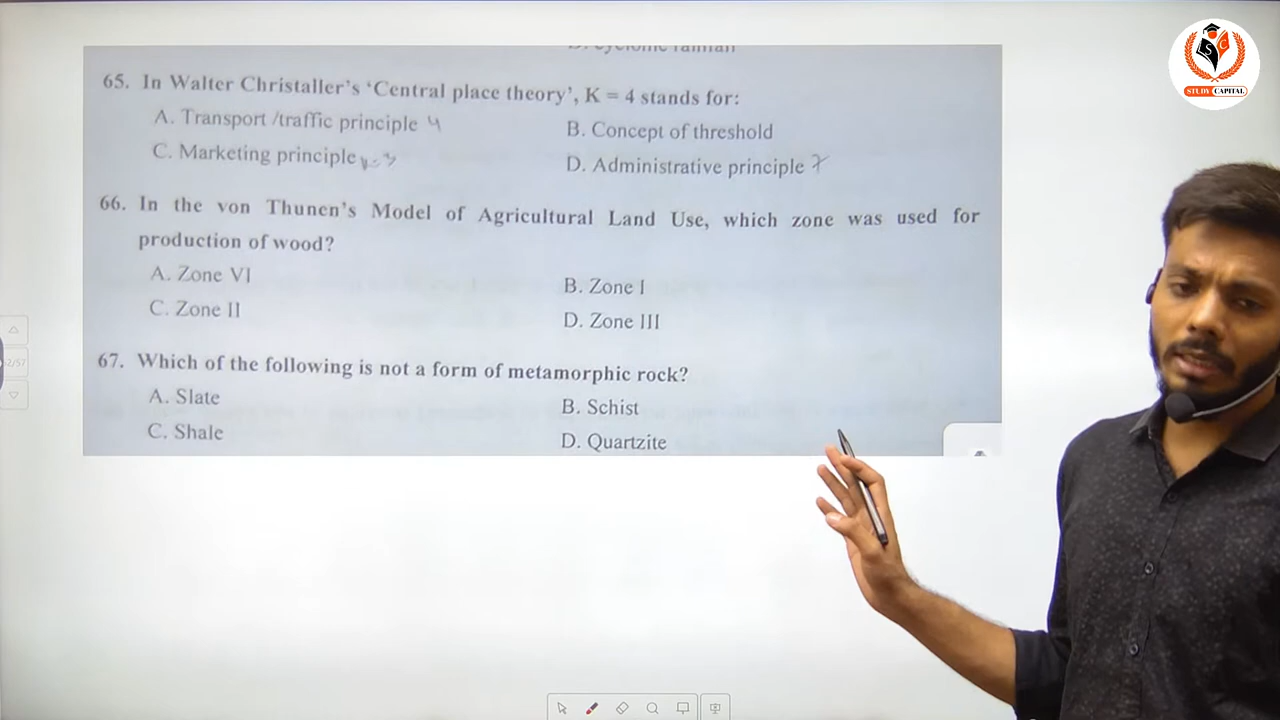 65. In Walter Christaller's 'Central place theory', K = 4 stands for:
A. Transport /traffic principle 4
B. Concept of threshold
C. Marketing principle
D. Administrative principle 7
66. In the von Thunen's Model of Agricultural Land Use, which zone was used for
production of wood?
A. Zone VI
B. Zone I
C. Zone II
D. Zone III
67. Which of the following is not a form of metamorphic rock?
A. Slate
B. Schist
C. Shale
D. Quartzite
S C
STUDY CAPITAL